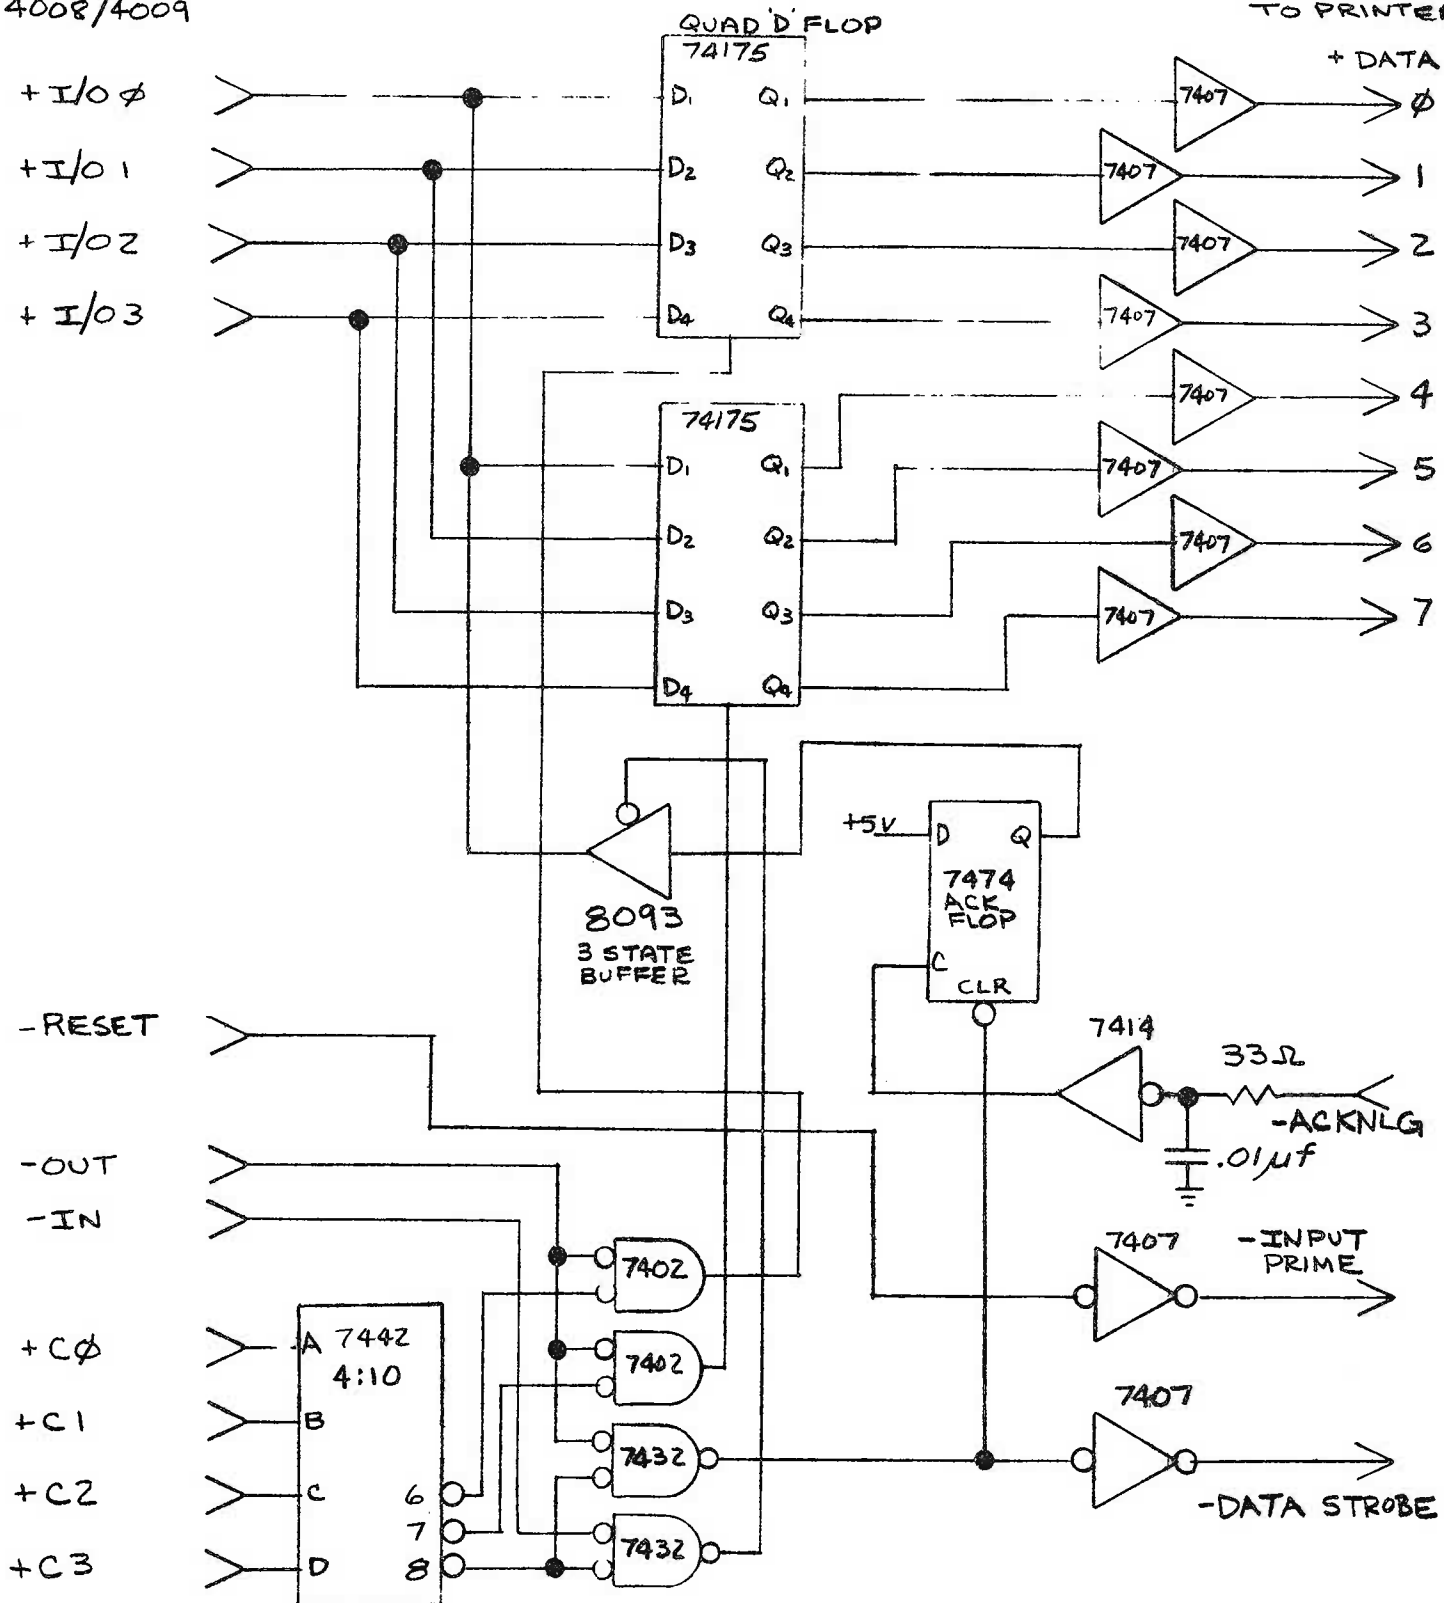 4008/4009
QUAD 'D' FLOP
TO PRINTER
+ DATA
74175
+ I/O Ø
D1
Q1
7407
Ø
+ I/O 1
D2
Q2
7407
1
+ I/O 2
D3
Q3
7407
2
+ I/O 3
D4
Q4
7407
3
7407
4
74175
D1
Q1
7407
5
D2
Q2
7407
6
D3
Q3
7407
7
D4
Q4
+5V
D
Q
7474
ACK
FLOP
C
CLR
8093
3 STATE
BUFFER
-RESET
7414
33Ω
-ACKNLG
.01µf
-OUT
-IN
7402
7407
-INPUT
PRIME
+CØ
A
7442
4:10
7402
+C1
B
7432
7407
+C2
C
6
-DATA STROBE
7
7432
+C3
D
8